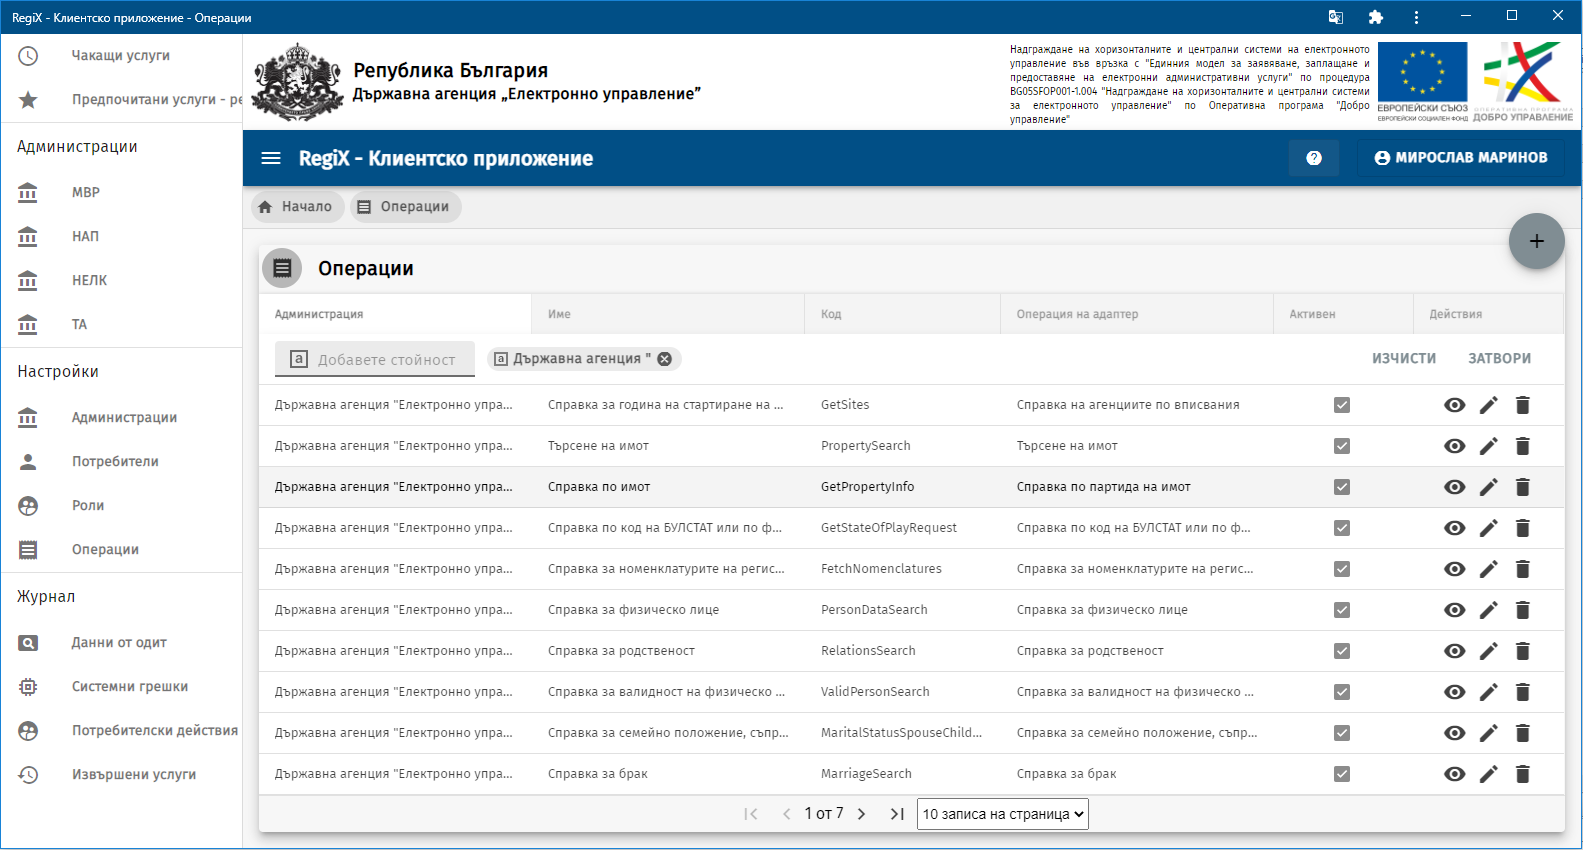 RegiX - Клиентско приложение - Операции
Чакащи услуги
Предпочитани услуги - ре
Администрации
МВР
НАП
НЕЛК
ТА
Настройки
Администрации
Потребители
Роли
Операции
Журнал
Данни от одит
Системни грешки
Потребителски действия
Извършени услуги
Република България
Държавна агенция „Електронно управление”
Надграждане на хоризонталните и централни системи на електронното
управление във връзка с "Единния модел за заявяване, заплащане и
предоставяне на електронни административни услуги" по процедура
BG05SFOP001-1.004 "Надграждане на хоризонталните и централни системи
за електронното управление" по Оперативна програма "Добро
управление"
ЕВРОПЕЙСКИ СЪЮЗ
ЕВРОПЕЙСКИ СОЦИАЛЕН ФОНД
ОПЕРАТИВНА ПРОГРАМА
ДОБРО УПРАВЛЕНИЕ
RegiX - Клиентско приложение
МИРОСЛАВ МАРИНОВ
Начало
Операции
Операции
Администрация Име Код Операция на адаптер Активен Действия
Добавете стойност Държавна агенция " ИЗЧИСТИ ЗАТВОРИ
Държавна агенция "Електронно упра... Справка за година на стартиране на ... GetSites Справка на агенциите по вписвания
Държавна агенция "Електронно упра... Търсене на имот PropertySearch Търсене на имот
Държавна агенция "Електронно упра... Справка по имот GetPropertyInfo Справка по партида на имот
Държавна агенция "Електронно упра... Справка по код на БУЛСТАТ или по ф... GetStateOfPlayRequest Справка по код на БУЛСТАТ или по ф...
Държавна агенция "Електронно упра... Справка за номенклатурите на регис... FetchNomenclatures Справка за номенклатурите на регис...
Държавна агенция "Електронно упра... Справка за физическо лице PersonDataSearch Справка за физическо лице
Държавна агенция "Електронно упра... Справка за родственост RelationsSearch Справка за родственост
Държавна агенция "Електронно упра... Справка за валидност на физическо ... ValidPersonSearch Справка за валидност на физическо ...
Държавна агенция "Електронно упра... Справка за семейно положение, съпр... MaritalStatusSpouseChild... Справка за семейно положение, съпр...
Държавна агенция "Електронно упра... Справка за брак MarriageSearch Справка за брак
1 от 7 10 записа на страница